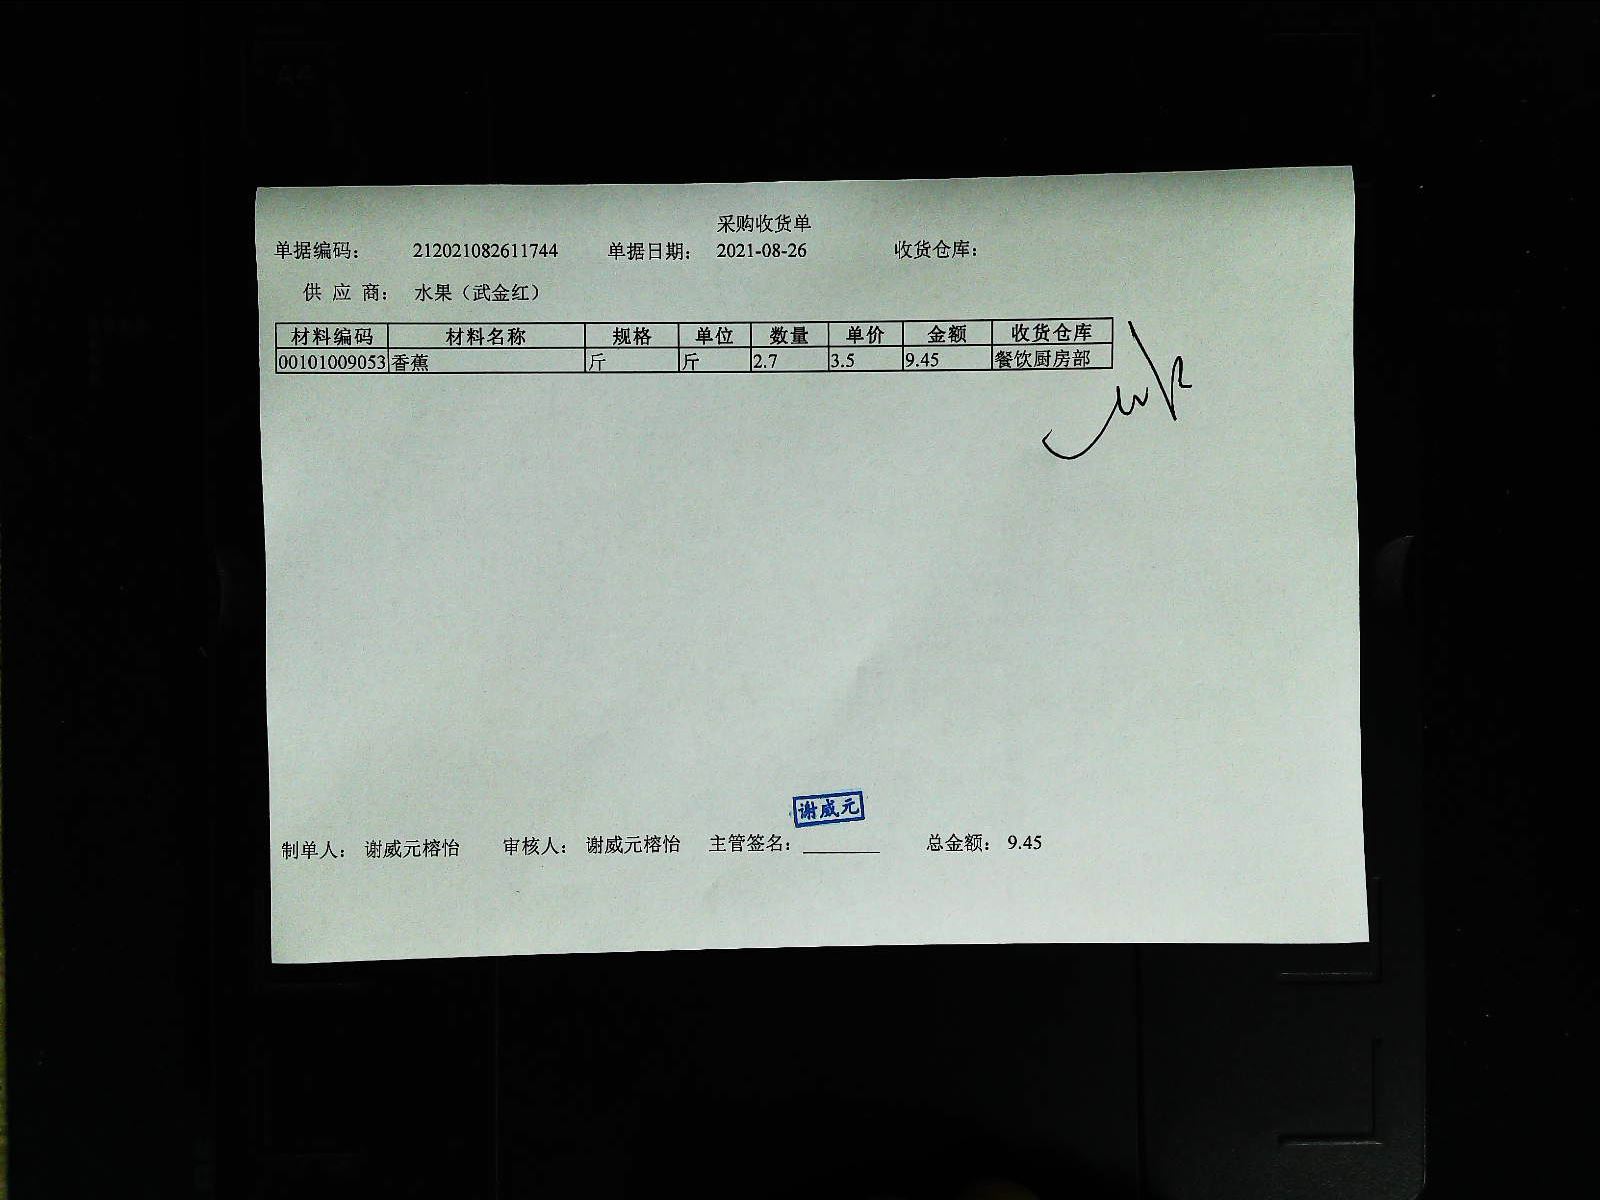 采购收货单
单据编码： 212021082611744 单据日期： 2021-08-26 收货仓库：
供 应 商： 水果（武金红）
材料编码 材料名称 规格 单位 数量 单价 金额 收货仓库
00101009053 香蕉 斤 斤 2.7 3.5 9.45 餐饮厨房部
谢威元
制单人： 谢威元榕怡 审核人： 谢威元榕怡 主管签名： 总金额： 9.45